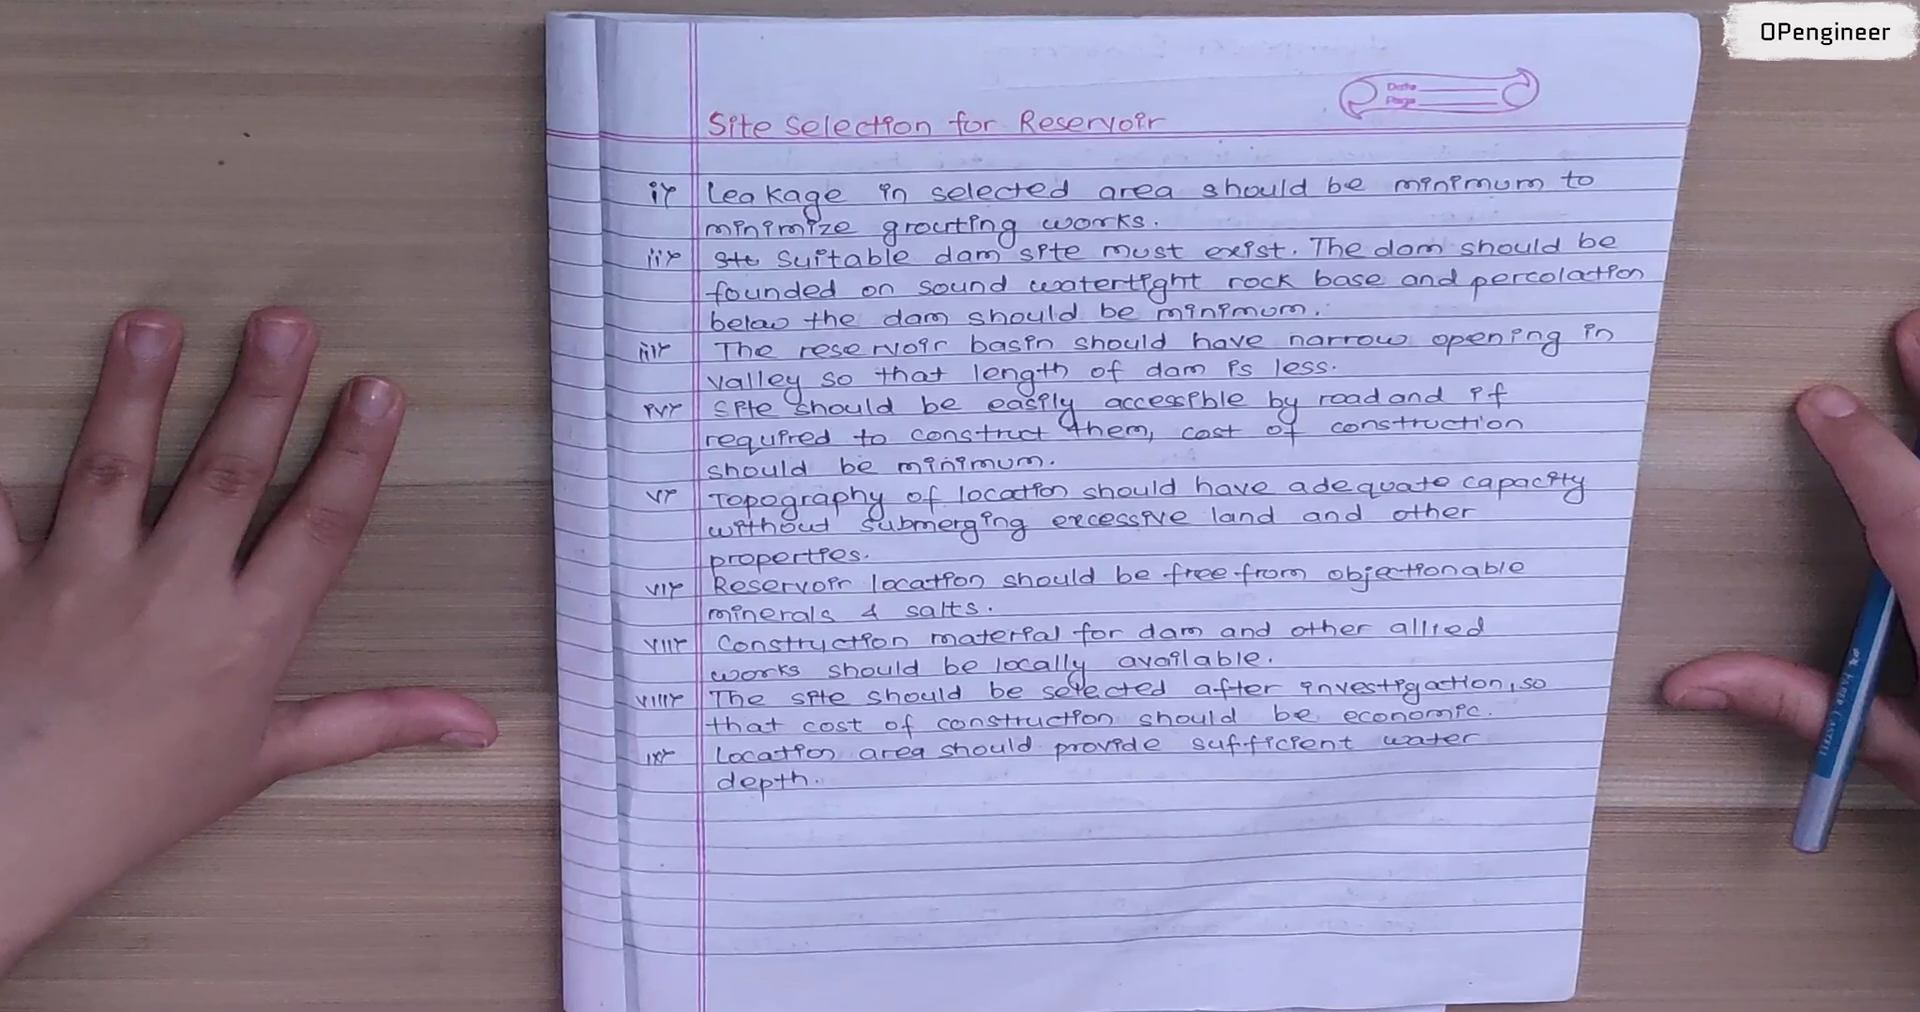 OPengineer
Date
Page
Site selection for Reservoir
i) Leakage in selected area should be minimum to
minimize grouting works.
ii) Suitable dam site must exist. The dam should be
founded on sound watertight rock base and percolation
below the dam should be minimum.
iii) The reservoir basin should have narrow opening in
valley so that length of dam is less.
iv) Site should be easily accessible by road and if
required to construct them, cost of construction
should be minimum.
v) Topography of location should have adequate capacity
without submerging excessive land and other
properties.
vi) Reservoir location should be free from objectionable
minerals & salts.
vii) Construction material for dam and other allied
works should be locally available.
viii) The site should be selected after investigation, so
that cost of construction should be economic.
ix) Location area should provide sufficient water
depth.